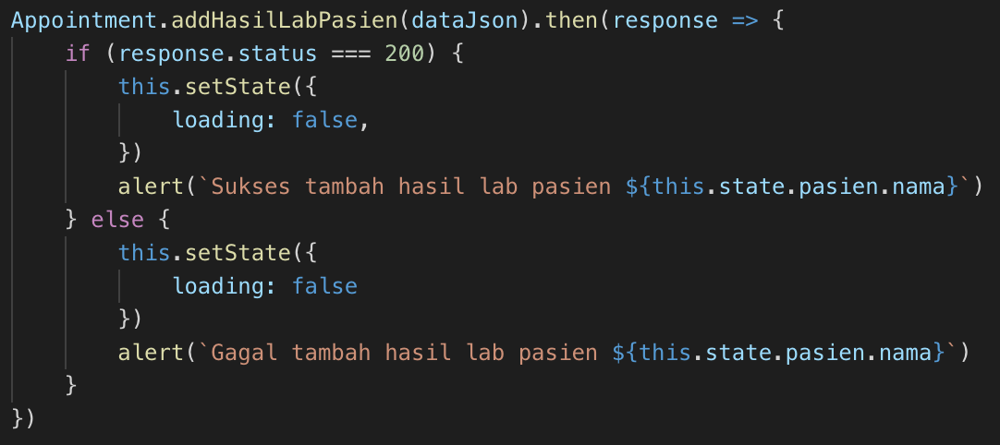 Appointment.addHasilLabPasien(dataJson).then(response => {
    if (response.status === 200) {
        this.setState({
            loading: false,
        })
        alert(`Sukses tambah hasil lab pasien ${this.state.pasien.nama}`)
    } else {
        this.setState({
            loading: false
        })
        alert(`Gagal tambah hasil lab pasien ${this.state.pasien.nama}`)
    }
})